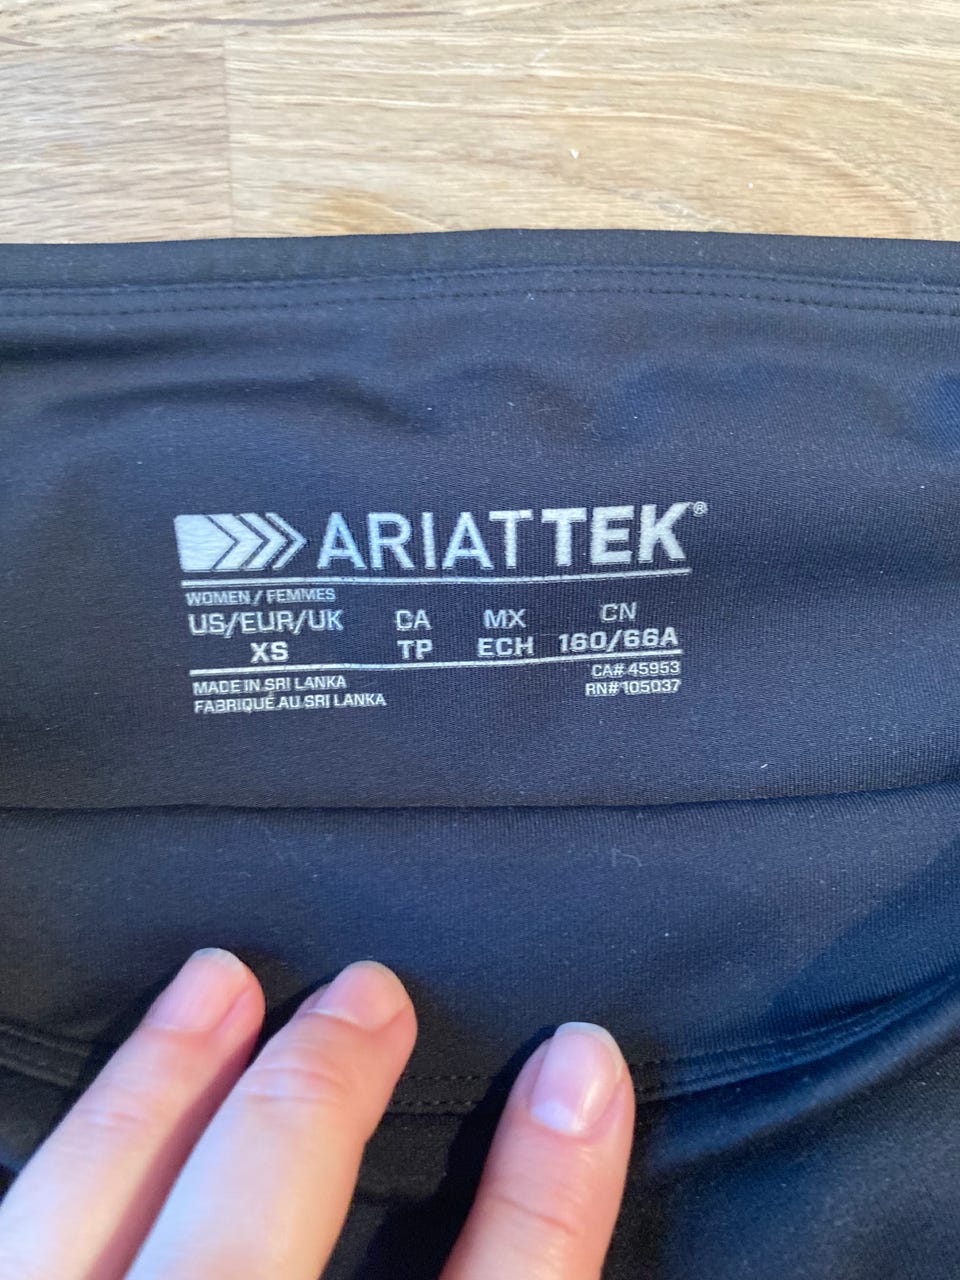 ARIATTEK®
WOMEN / FEMMES
US/EUR/UK CA MX CN
XS TP ECH 160/66A
MADE IN SRI LANKA CA# 45953
FABRIQUÉ AU SRI LANKA RN# 105037